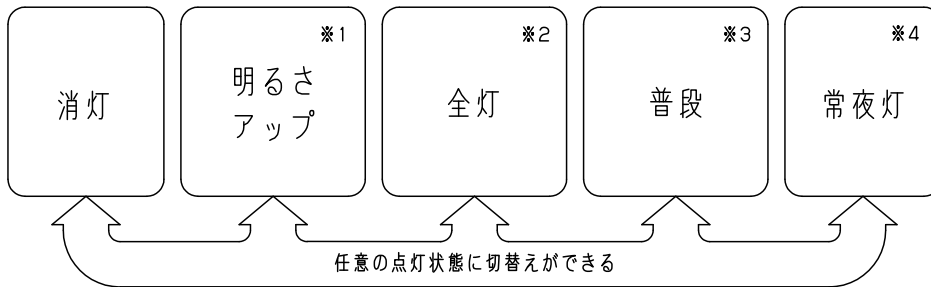 消灯
※1
明るさ
アップ
※2
全灯
※3
普段
※4
常夜灯
任意の点灯状態に切替えができる